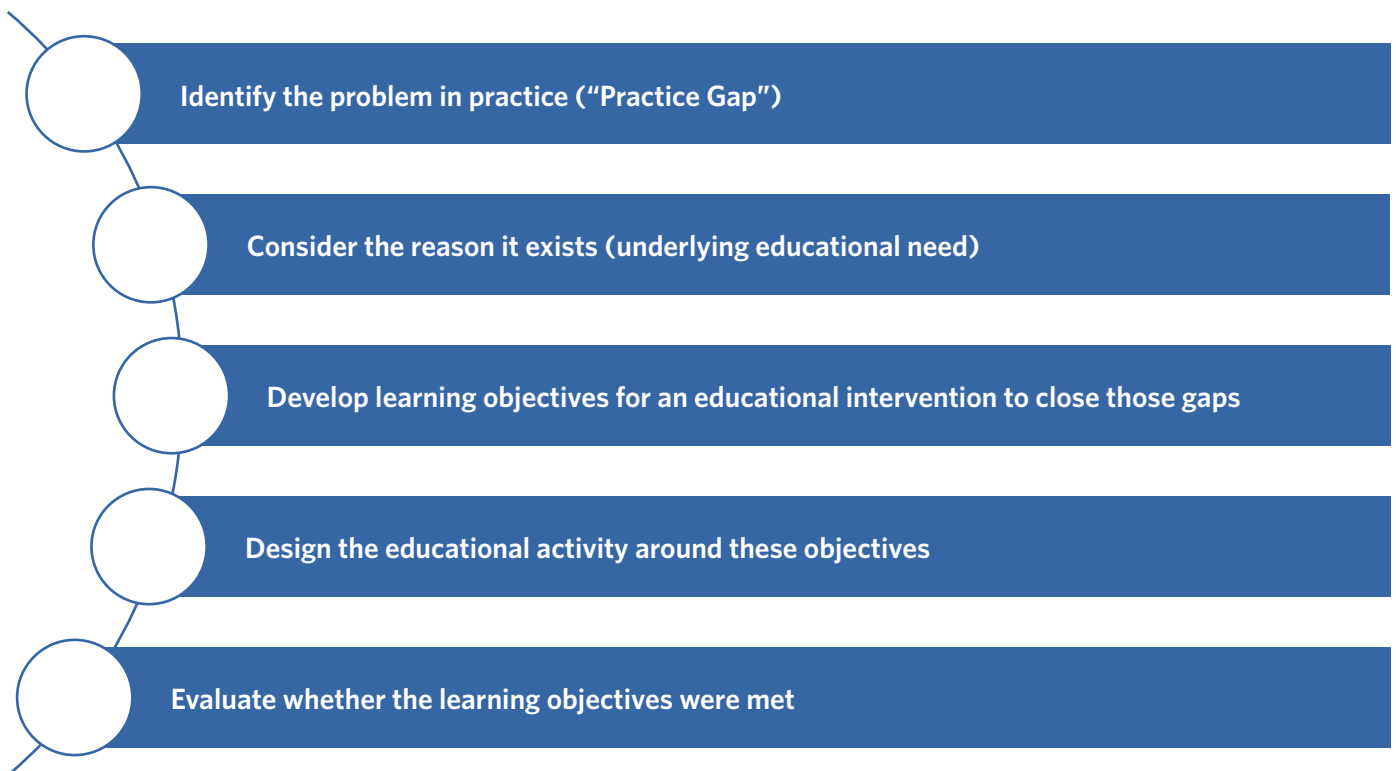 Identify the problem in practice (“Practice Gap”)
Consider the reason it exists (underlying educational need)
Develop learning objectives for an educational intervention to close those gaps
Design the educational activity around these objectives
Evaluate whether the learning objectives were met